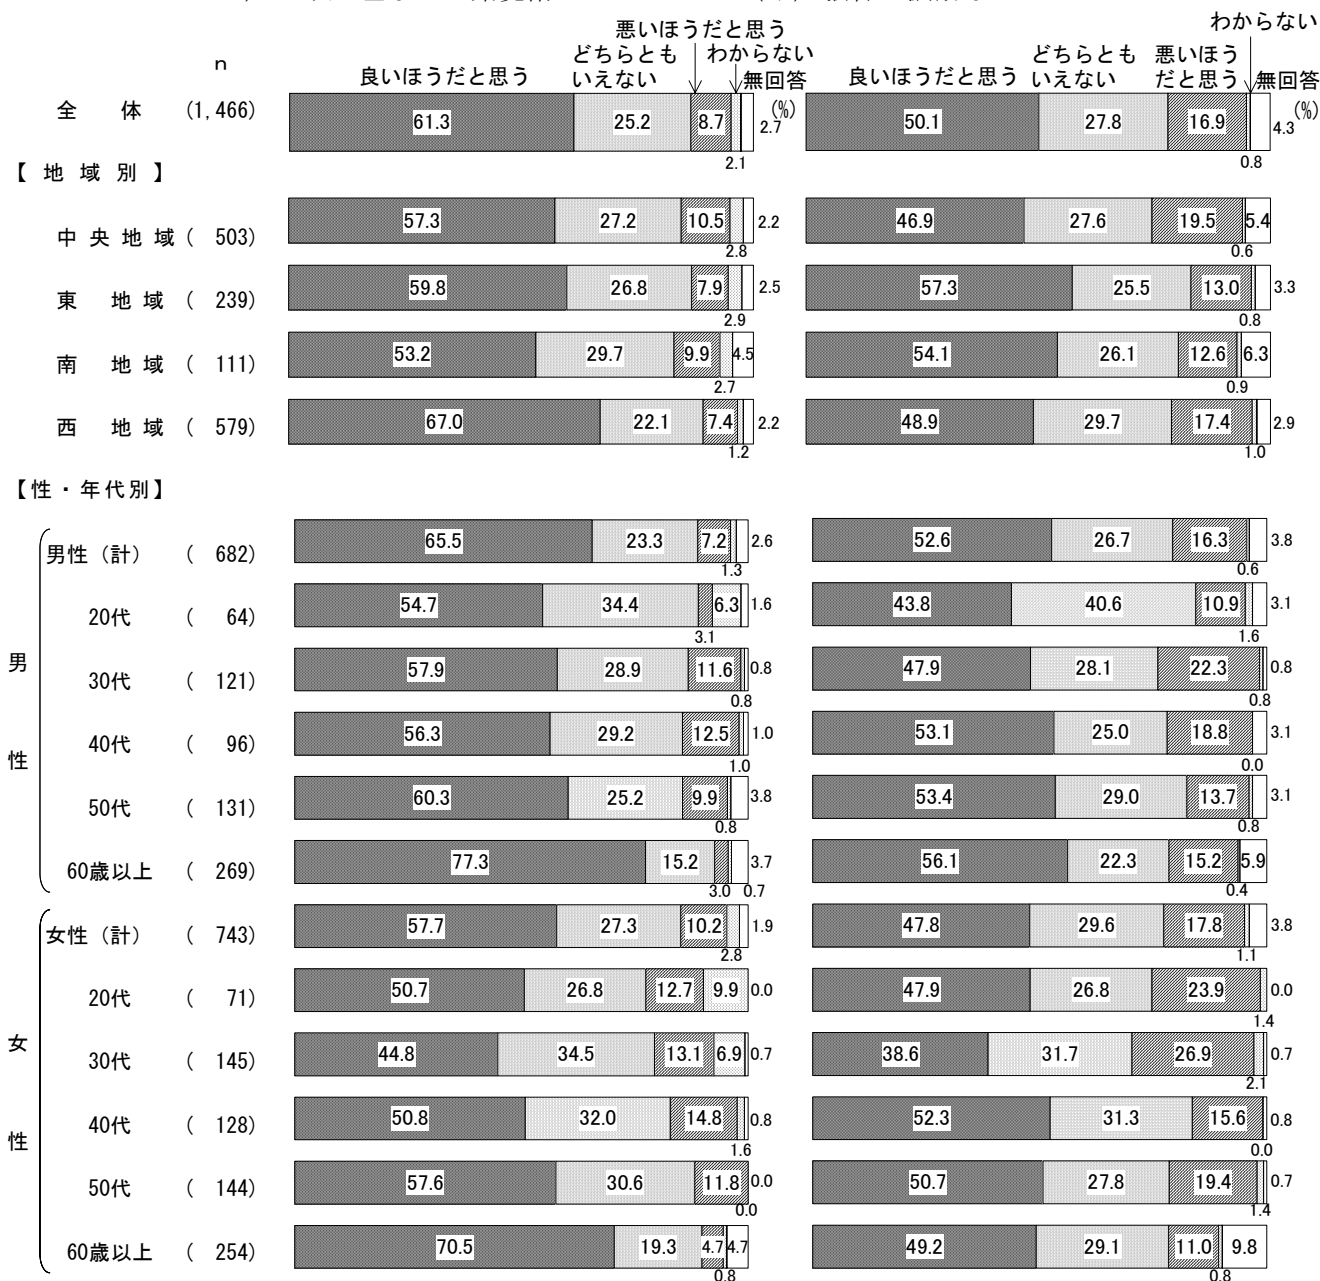 悪いほうだと思う わからない
どちらとも わからない どちらとも 悪いほう
n 良いほうだと思う いえない 無回答 良いほうだと思う いえない だと思う 無回答
(%) (%)
全 体 (1,466) 61.3 25.2 8.7 2.7 50.1 27.8 16.9 4.3
2.1 0.8
【 地 域 別 】
中 央 地 域 ( 503) 57.3 27.2 10.5 2.2 46.9 27.6 19.5 5.4
2.8 0.6
東 地 域 ( 239) 59.8 26.8 7.9 2.5 57.3 25.5 13.0 3.3
2.9 0.8
南 地 域 ( 111) 53.2 29.7 9.9 4.5 54.1 26.1 12.6 6.3
2.7 0.9
西 地 域 ( 579) 67.0 22.1 7.4 2.2 48.9 29.7 17.4 2.9
1.2 1.0
【性・年代別】
男性（計） ( 682) 65.5 23.3 7.2 2.6 52.6 26.7 16.3 3.8
1.3 0.6
20代 ( 64) 54.7 34.4 6.3 1.6 43.8 40.6 10.9 3.1
3.1 1.6
男
30代 ( 121) 57.9 28.9 11.6 0.8 47.9 28.1 22.3 0.8
0.8 0.8
40代 ( 96) 56.3 29.2 12.5 1.0 53.1 25.0 18.8 3.1
性
1.0 0.0
50代 ( 131) 60.3 25.2 9.9 3.8 53.4 29.0 13.7 3.1
0.8 0.8
60歳以上 ( 269) 77.3 15.2 3.7 56.1 22.3 15.2 5.9
3.0 0.7 0.4
女性（計） ( 743) 57.7 27.3 10.2 1.9 47.8 29.6 17.8 3.8
2.8 1.1
20代 ( 71) 50.7 26.8 12.7 9.9 0.0 47.9 26.8 23.9 0.0
1.4
女
30代 ( 145) 44.8 34.5 13.1 6.9 0.7 38.6 31.7 26.9 0.7
2.1
40代 ( 128) 50.8 32.0 14.8 0.8 52.3 31.3 15.6 0.8
性
1.6 0.0
50代 ( 144) 57.6 30.6 11.8 0.0 50.7 27.8 19.4 0.7
0.0 1.4
60歳以上 ( 254) 70.5 19.3 4.7 4.7 49.2 29.1 11.0 9.8
0.8 0.8